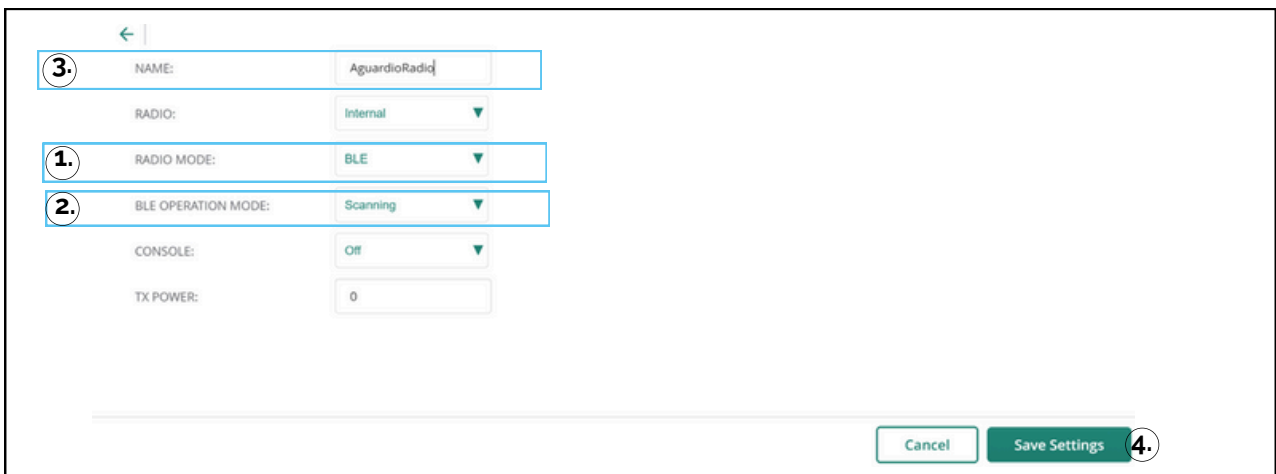 3. NAME: AguardioRadio
RADIO: Internal
1. RADIO MODE: BLE
2. BLE OPERATION MODE: Scanning
CONSOLE: Off
TX POWER: 0
Cancel Save Settings 4.